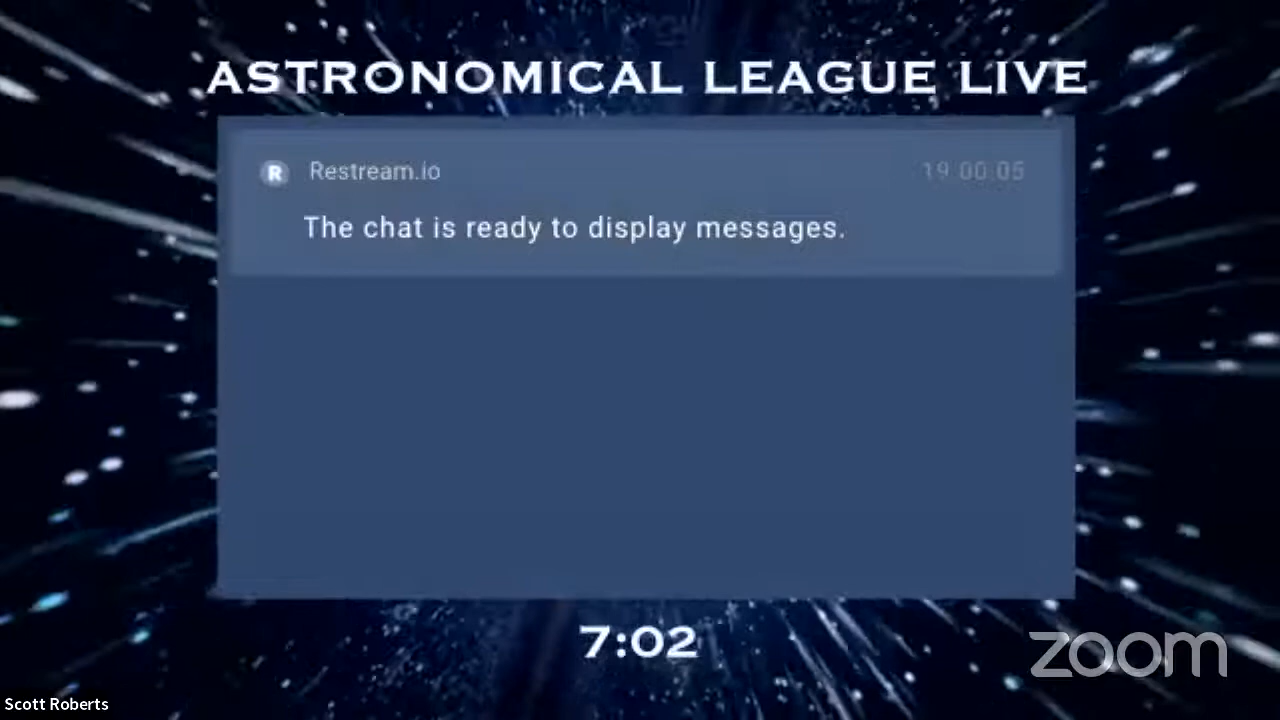 ASTRONOMICAL LEAGUE LIVE
R Restream.io 19:00:05
The chat is ready to display messages.
7:02
zoom
Scott Roberts